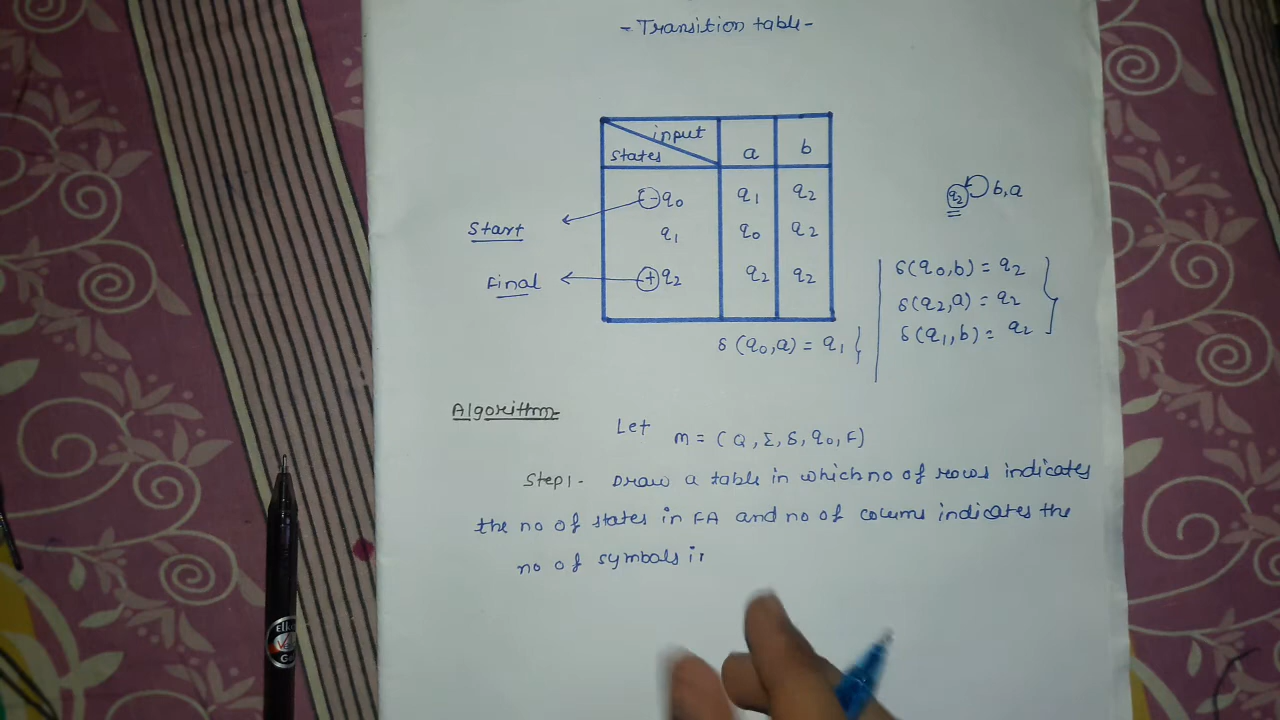 - Transition table -
input
states
a
b
- q0 q1 q2
q1 q0 q2
+ q2 q2 q2
Start
Final
q2 b,a
δ(q0,b) = q2
δ(q2,a) = q2
δ(q1,b) = q2
δ(q0,a) = q1
Algorithm
Let m = (Q, Σ, δ, q0, F)
Step1- Draw a table in which no of rows indicates
the no of states in FA and no of colums indicates the
no of symbols i